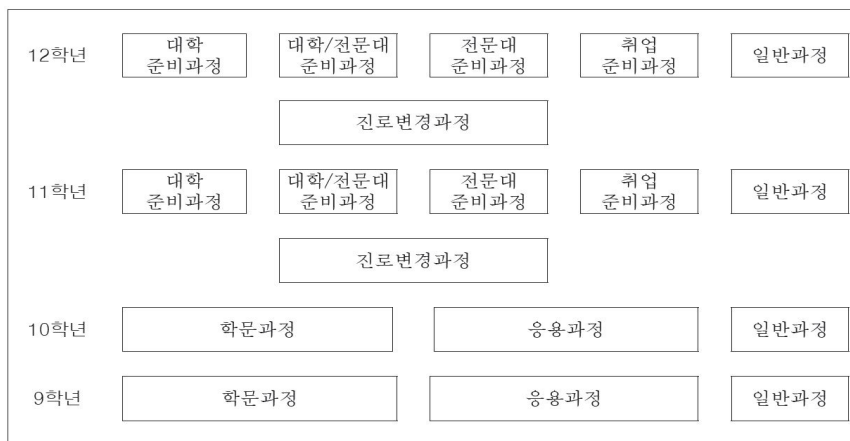 12학년
대학
준비과정
대학/전문대
준비과정
전문대
준비과정
취업
준비과정
일반과정
진로변경과정
11학년
대학
준비과정
대학/전문대
준비과정
전문대
준비과정
취업
준비과정
일반과정
진로변경과정
10학년
학문과정
응용과정
일반과정
9학년
학문과정
응용과정
일반과정